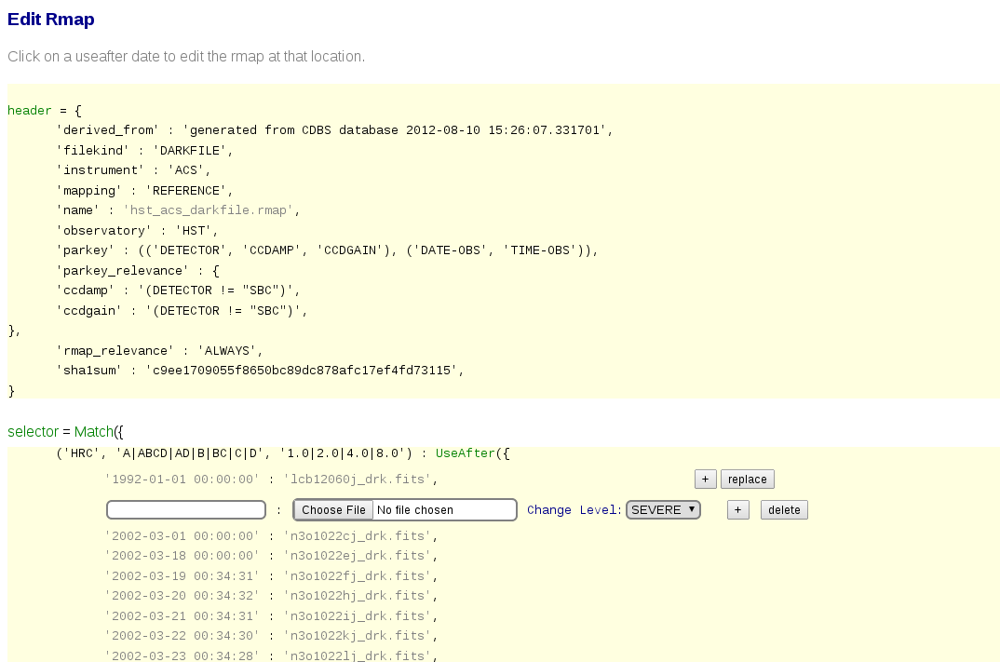 Edit Rmap
Click on a useafter date to edit the rmap at that location.
header = {
'derived_from' : 'generated from CDBS database 2012-08-10 15:26:07.331701',
'filekind' : 'DARKFILE',
'instrument' : 'ACS',
'mapping' : 'REFERENCE',
'name' : 'hst_acs_darkfile.rmap',
'observatory' : 'HST',
'parkey' : (('DETECTOR', 'CCDAMP', 'CCDGAIN'), ('DATE-OBS', 'TIME-OBS')),
'parkey_relevance' : {
'ccdamp' : '(DETECTOR != "SBC")',
'ccdgain' : '(DETECTOR != "SBC")',
},
'rmap_relevance' : 'ALWAYS',
'sha1sum' : 'c9ee1709055f8650bc89dc878afc17ef4fd73115',
}
selector = Match({
('HRC', 'A|ABCD|AD|B|BC|C|D', '1.0|2.0|4.0|8.0') : UseAfter({
'1992-01-01 00:00:00' : 'lcb12060j_drk.fits', + replace
: Choose File No file chosen Change Level: SEVERE + delete
'2002-03-01 00:00:00' : 'n3o1022cj_drk.fits',
'2002-03-18 00:00:00' : 'n3o1022ej_drk.fits',
'2002-03-19 00:34:31' : 'n3o1022fj_drk.fits',
'2002-03-20 00:34:32' : 'n3o1022hj_drk.fits',
'2002-03-21 00:34:31' : 'n3o1022ij_drk.fits',
'2002-03-22 00:34:30' : 'n3o1022kj_drk.fits',
'2002-03-23 00:34:28' : 'n3o1022lj_drk.fits',